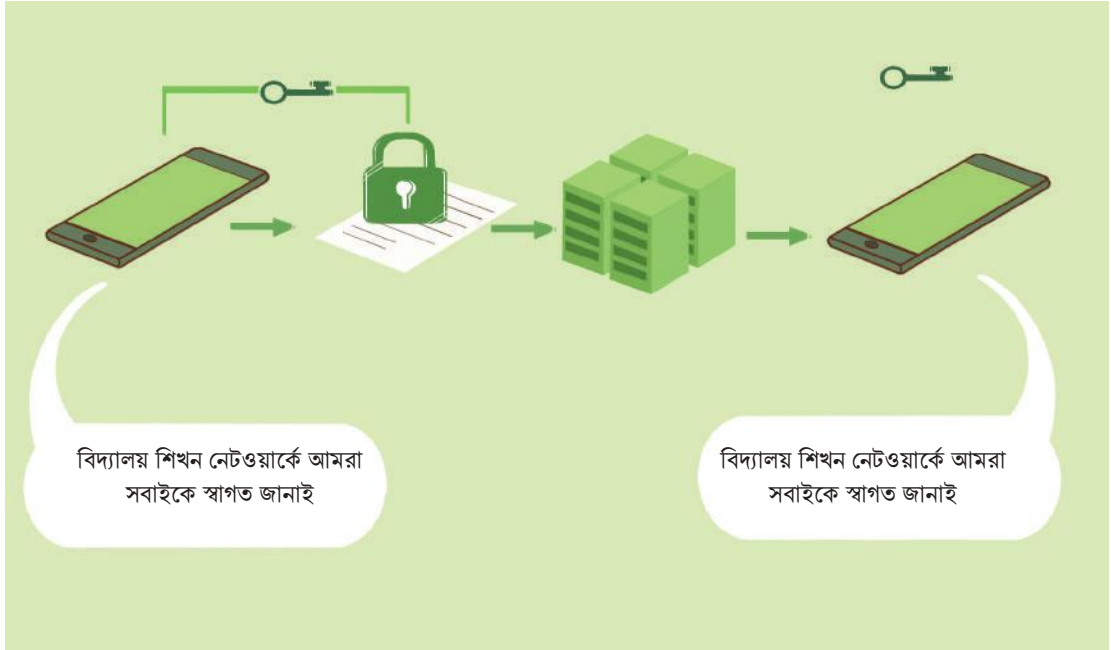 বিদ্যালয় শিখন নেটওয়ার্কে আমরা
সবাইকে স্বাগত জানাই
বিদ্যালয় শিখন নেটওয়ার্কে আমরা
সবাইকে স্বাগত জানাই